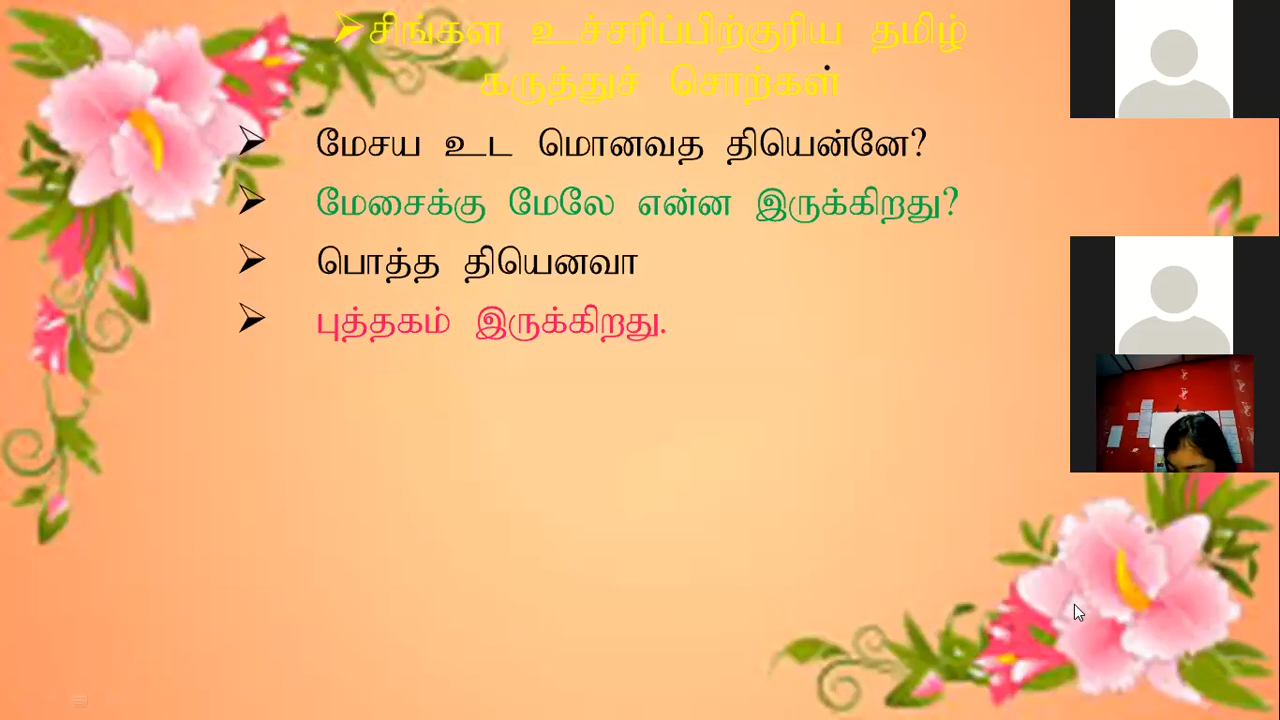 சிங்கள உச்சரிப்பிற்குரிய தமிழ்
கருத்துச் சொற்கள்
மேசய உட மொனவத தியென்னே?
மேசைக்கு மேலே என்ன இருக்கிறது?
பொத்த தியெனவா
புத்தகம் இருக்கிறது.